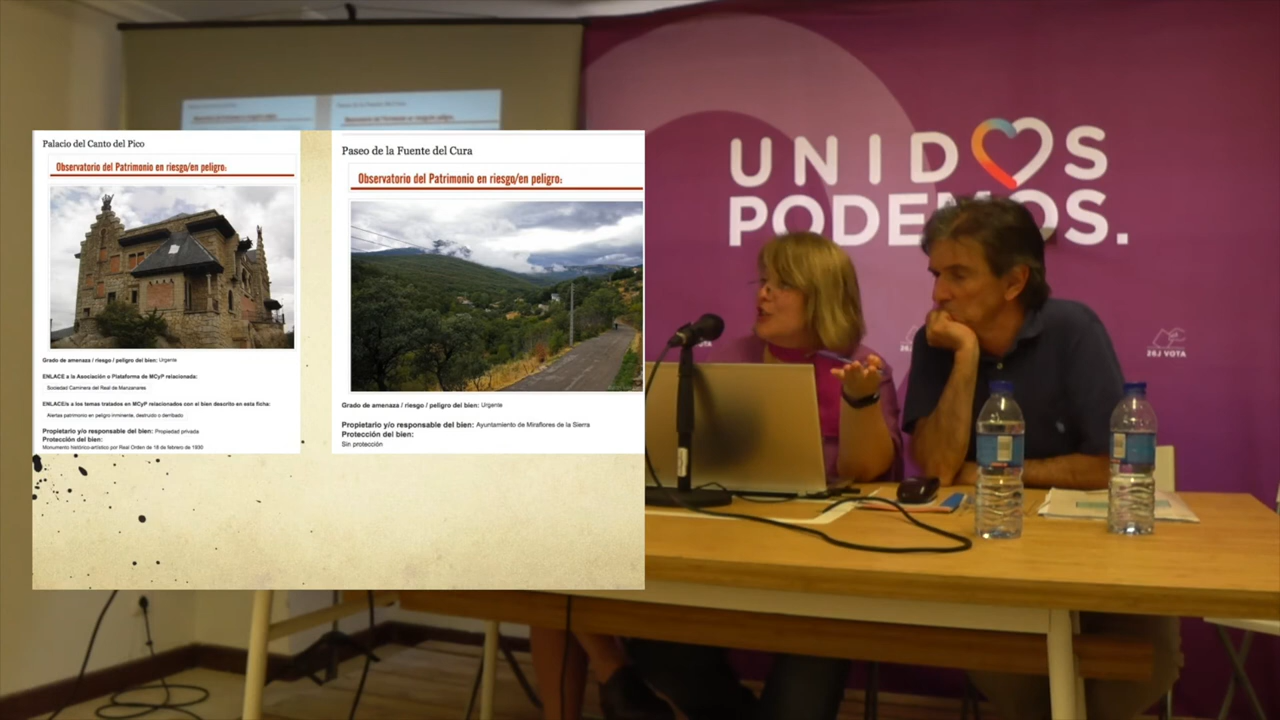 Palacio del Canto del Pico
Observatorio del Patrimonio en riesgo/en peligro:
Grado de amenaza / riesgo / peligro del bien: Urgente
ENLACE a la Asociación o Plataforma de MCyP relacionada:
Sociedad Caminera del Real de Manzanares
ENLACE/s a los temas tratados en MCyP relacionados con el bien descrito en esta ficha:
Alertas patrimonio en peligro inminente, destruido o derribado
Propietario y/o responsable del bien: Propiedad privada
Protección del bien:
Monumento histórico-artístico por Real Orden de 18 de febrero de 1930
Paseo de la Fuente del Cura
Observatorio del Patrimonio en riesgo/en peligro:
Grado de amenaza / riesgo / peligro del bien: Urgente
Propietario y/o responsable del bien: Ayuntamiento de Miraflores de la Sierra
Protección del bien:
Sin protección
UNIDOS
PODEMOS.
VOTA
26J VOTA